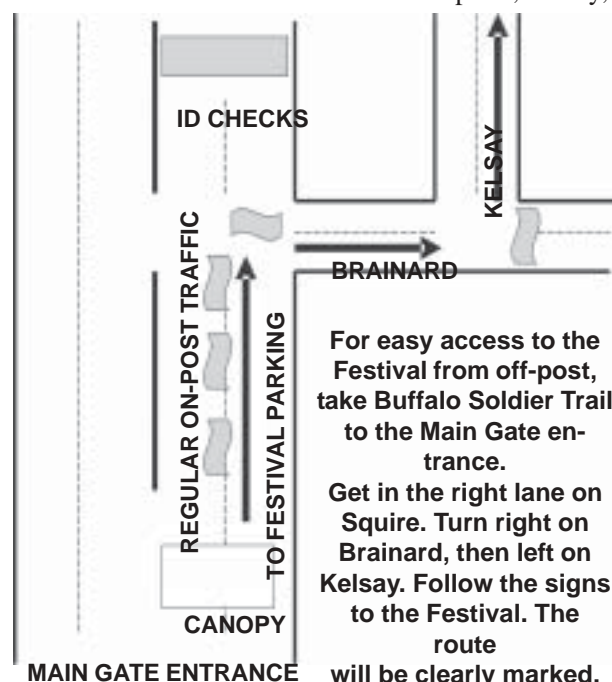 ID CHECKS
KELSAY
REGULAR ON-POST TRAFFIC
BRAINARD
TO FESTIVAL PARKING
For easy access to the
Festival from off-post,
take Buffalo Soldier Trail
to the Main Gate en-
trance.
Get in the right lane on
Squire. Turn right on
Brainard, then left on
Kelsay. Follow the signs
to the Festival. The
route
will be clearly marked.
CANOPY
MAIN GATE ENTRANCE